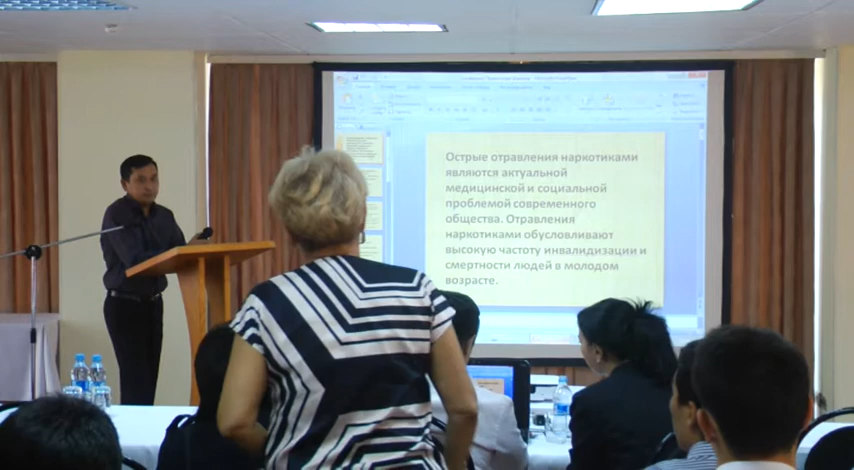 Острые отравления наркотиками
являются актуальной
медицинской и социальной
проблемой современного
общества. Отравления
наркотиками обусловливают
высокую частоту инвалидизации и
смертности людей в молодом
возрасте.